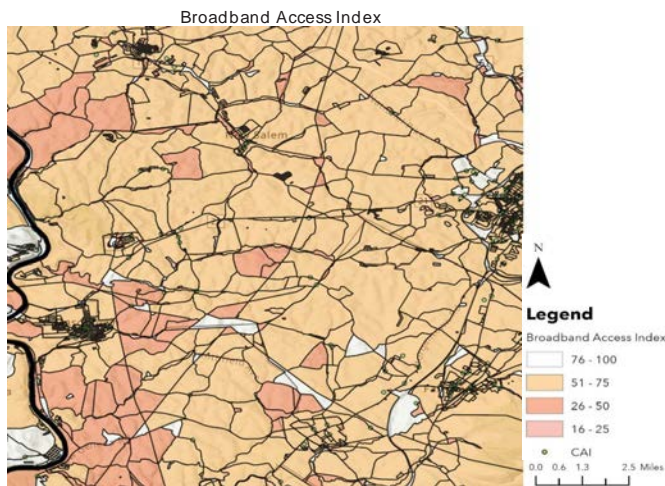 Broadband Access Index
Salem
N
Legend
Broadband Access Index
76 - 100
51 - 75
26 - 50
16 - 25
CAI
0.0 0.6 1.3 2.5 Miles